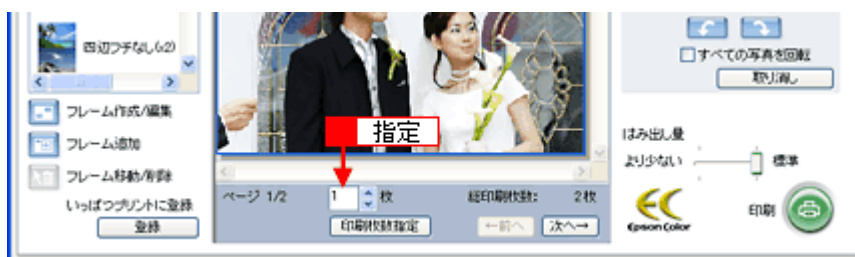 四辺フチなし(x2)
フレーム作成/編集
フレーム追加
フレーム移動/削除
いっぱつプリントに登録
登録
指定
ページ 1/2
1 枚
総印刷枚数: 2枚
印刷枚数指定
←前へ
次へ→
すべての写真を回転
取り消し
はみ出し量
より少ない
標準
Epson Color
印刷